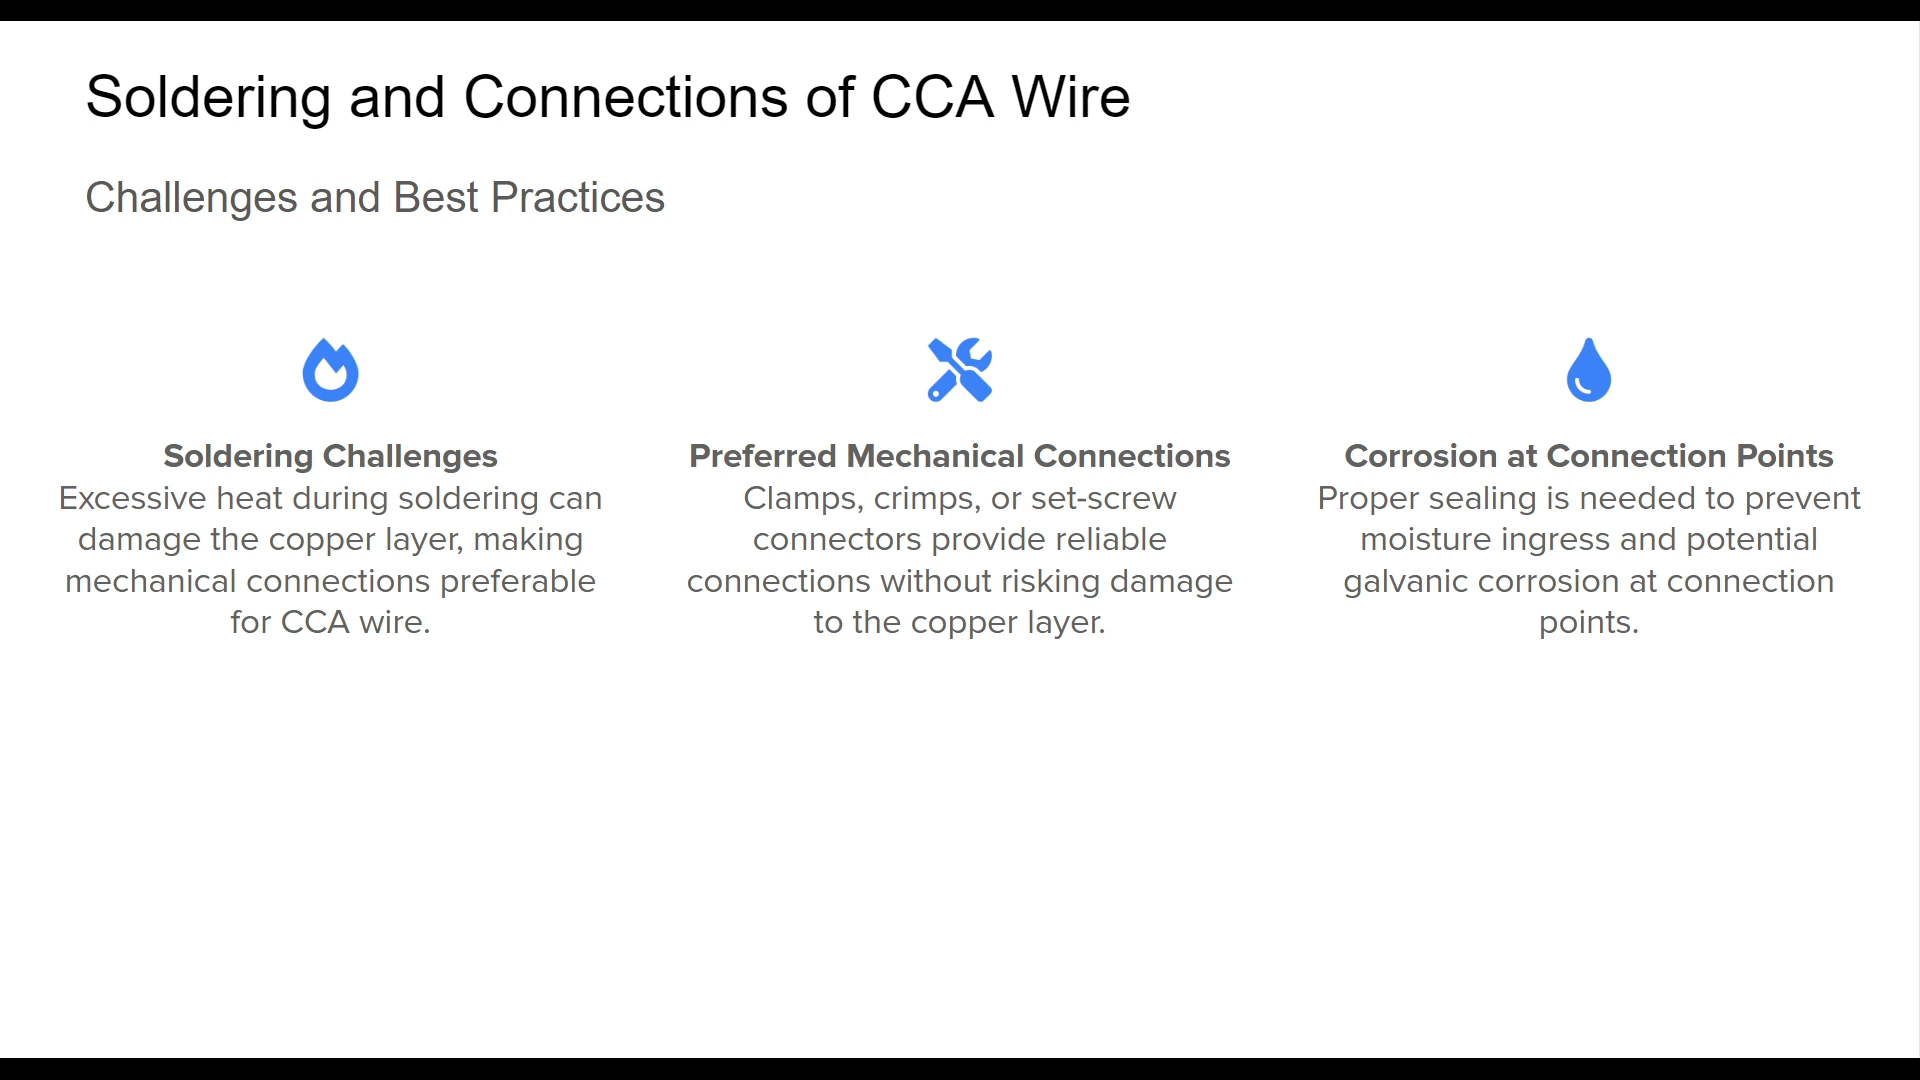 Soldering and Connections of CCA Wire
Challenges and Best Practices
Soldering Challenges
Excessive heat during soldering can
damage the copper layer, making
mechanical connections preferable
for CCA wire.
Preferred Mechanical Connections
Clamps, crimps, or set-screw
connectors provide reliable
connections without risking damage
to the copper layer.
Corrosion at Connection Points
Proper sealing is needed to prevent
moisture ingress and potential
galvanic corrosion at connection
points.